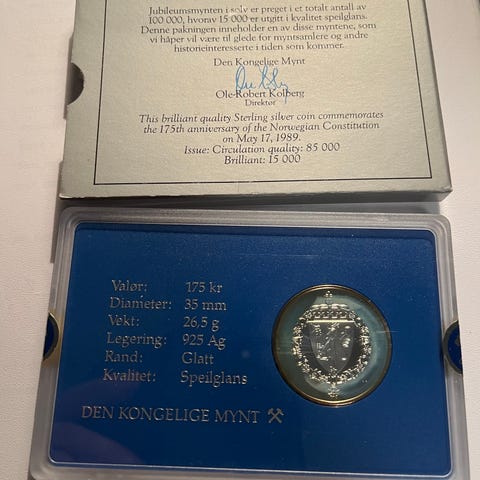 Jubileumsmynten i sølv er preget i et totalt antall av
100 000, hvorav 15 000 er utgitt i kvalitet speilglans.
Denne pakningen inneholder en av disse myntene, som
vi håper vil være til glede for myntsamlere og andre
historieinteresserte i tiden som kommer.
Den Kongelige Mynt
Ole-Robert Kolberg
Direktør
This brilliant quality Sterling silver coin commemorates
the 175th anniversary of the Norwegian Constitution
on May 17, 1989.
Issue: Circulation quality: 85 000
Brilliant: 15 000
Valør: 175 kr
Diameter: 35 mm
Vekt: 26,5 g
Legering: 925 Ag
Rand: Glatt
Kvalitet: Speilglans
DEN KONGELIGE MYNT ⚒